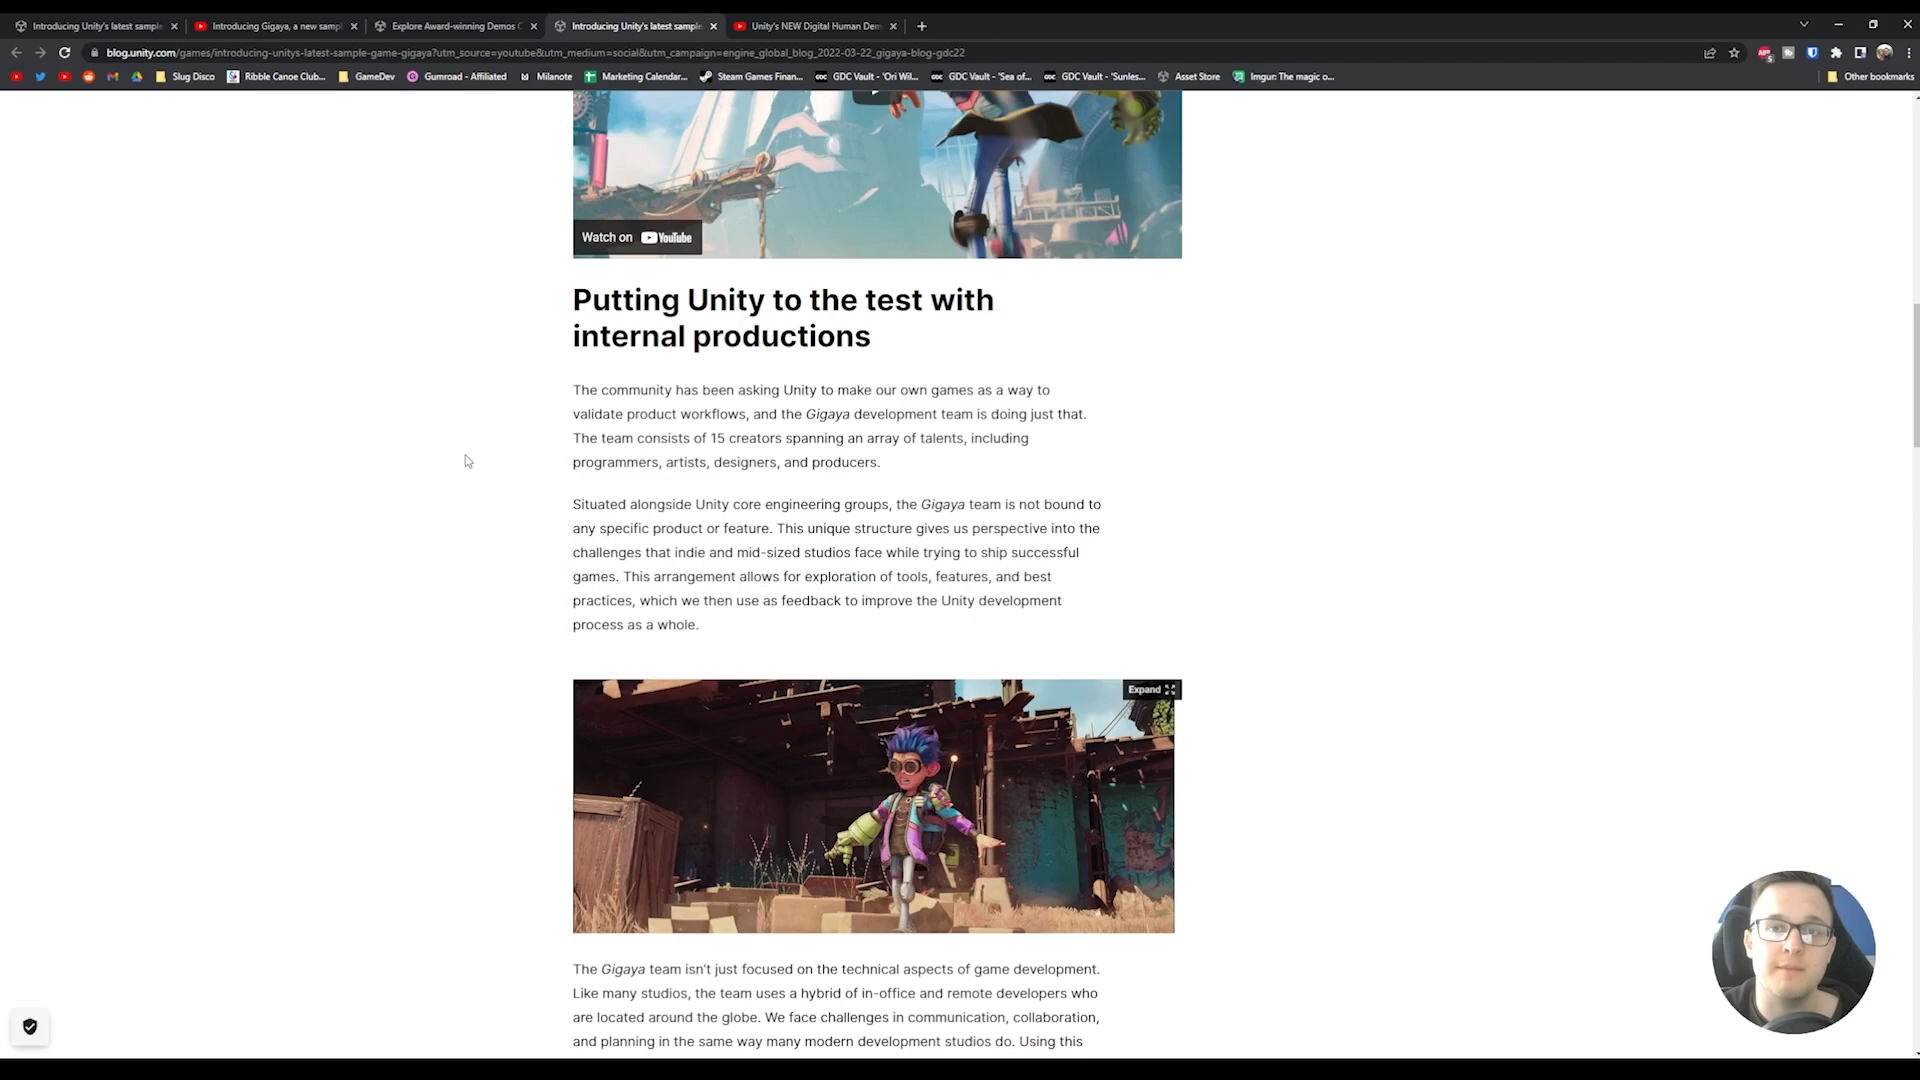 Introducing Unity's latest sample
Introducing Gigaya, a new samp
Explore Award-winning Demos
Introducing Unity's latest sample
Unity's NEW Digital Human Dem
blog.unity.com/games/introducing-unitys-latest-sample-game-gigaya?utm_source=youtube&utm_medium=social&utm_campaign=engine_global_blog_2022-03-22_gigaya-blog-gdc22
Slug Disco
Ribble Canoe Club...
GameDev
Gumroad - Affiliated
Milanote
Marketing Calendar...
Steam Games Finan...
GDC Vault - 'Ori Wil...
GDC Vault - 'Sea of...
GDC Vault - 'Sunles...
Asset Store
Imgur: The magic o...
Other bookmarks
Watch on YouTube
Putting Unity to the test with
internal productions
The community has been asking Unity to make our own games as a way to
validate product workflows, and the Gigaya development team is doing just that.
The team consists of 15 creators spanning an array of talents, including
programmers, artists, designers, and producers.
Situated alongside Unity core engineering groups, the Gigaya team is not bound to
any specific product or feature. This unique structure gives us perspective into the
challenges that indie and mid-sized studios face while trying to ship successful
games. This arrangement allows for exploration of tools, features, and best
practices, which we then use as feedback to improve the Unity development
process as a whole.
Expand
The Gigaya team isn't just focused on the technical aspects of game development.
Like many studios, the team uses a hybrid of in-office and remote developers who
are located around the globe. We face challenges in communication, collaboration,
and planning in the same way many modern development studios do. Using this